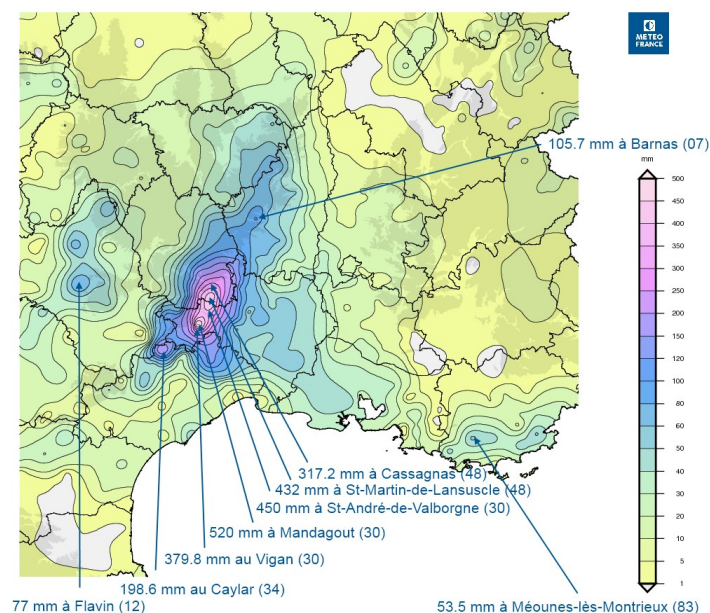 METEO
FRANCE
105.7 mm à Barnas (07)
mm
500
450
400
350
300
250
200
150
120
100
80
60
50
40
30
20
10
5
1
317.2 mm à Cassagnas (48)
432 mm à St-Martin-de-Lansuscle (48)
450 mm à St-André-de-Valborgne (30)
520 mm à Mandagout (30)
379.8 mm au Vigan (30)
198.6 mm au Caylar (34)
77 mm à Flavin (12)
53.5 mm à Méounes-lès-Montrieux (83)